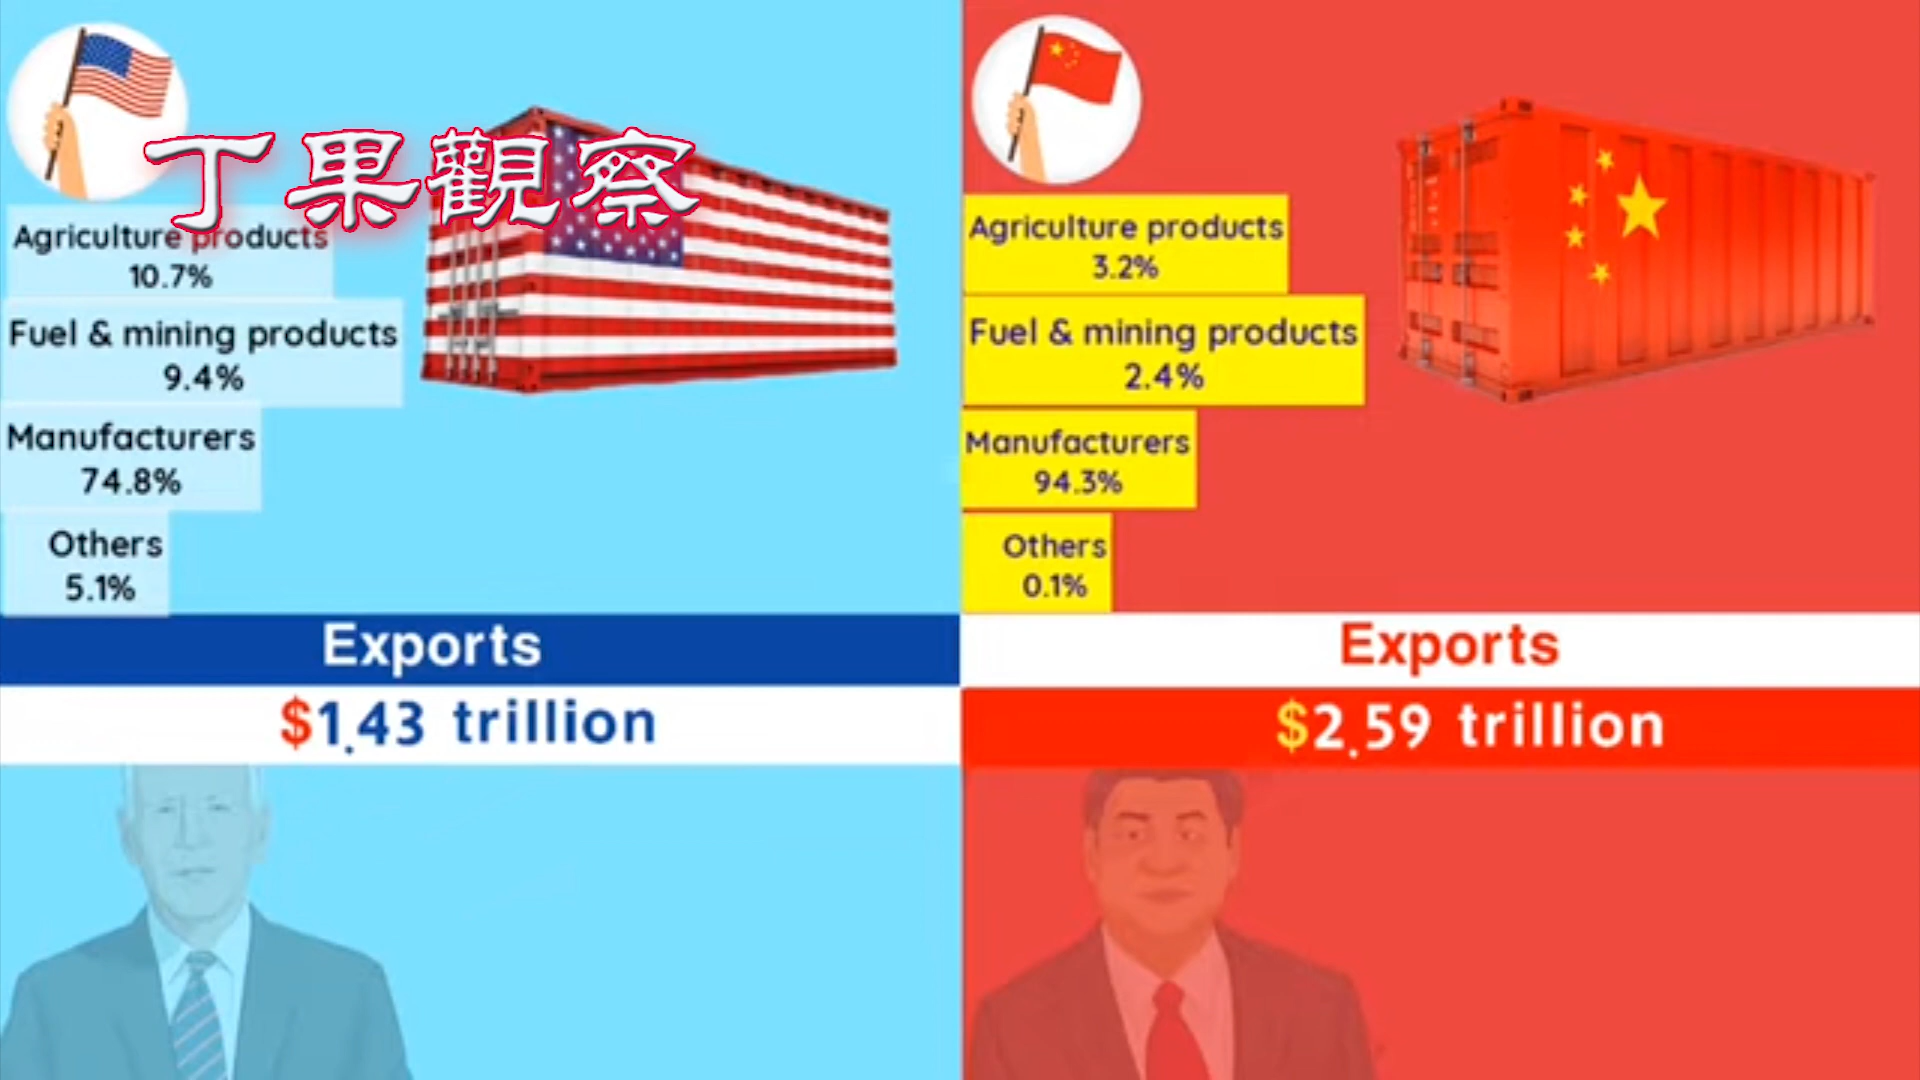 丁果觀察
Agriculture products
10.7%
Fuel & mining products
9.4%
Manufacturers
74.8%
Others
5.1%
Exports
$1.43 trillion
Agriculture products
3.2%
Fuel & mining products
2.4%
Manufacturers
94.3%
Others
0.1%
Exports
$2.59 trillion